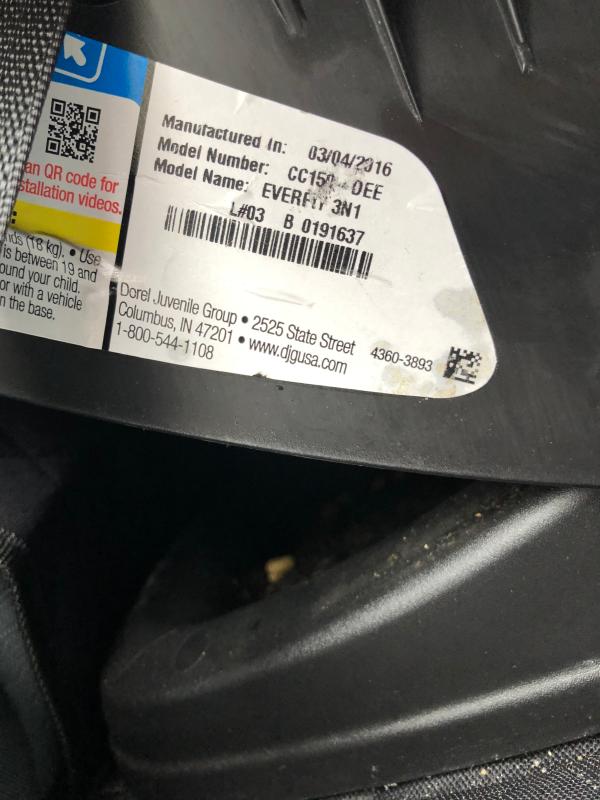 an QR code for
stallation videos.
nds (18 kg). • Use
is between 19 and
ound your child.
or with a vehicle
n the base.
Manufactured In: 03/04/2016
Model Number: DEE
Model Name: EVERFIT 3N1
L#03 B 0191637
Dorel Juvenile Group • 2525 State Street
Columbus, IN 47201 • www.djgusa.com
1-800-544-1108
4360-3893